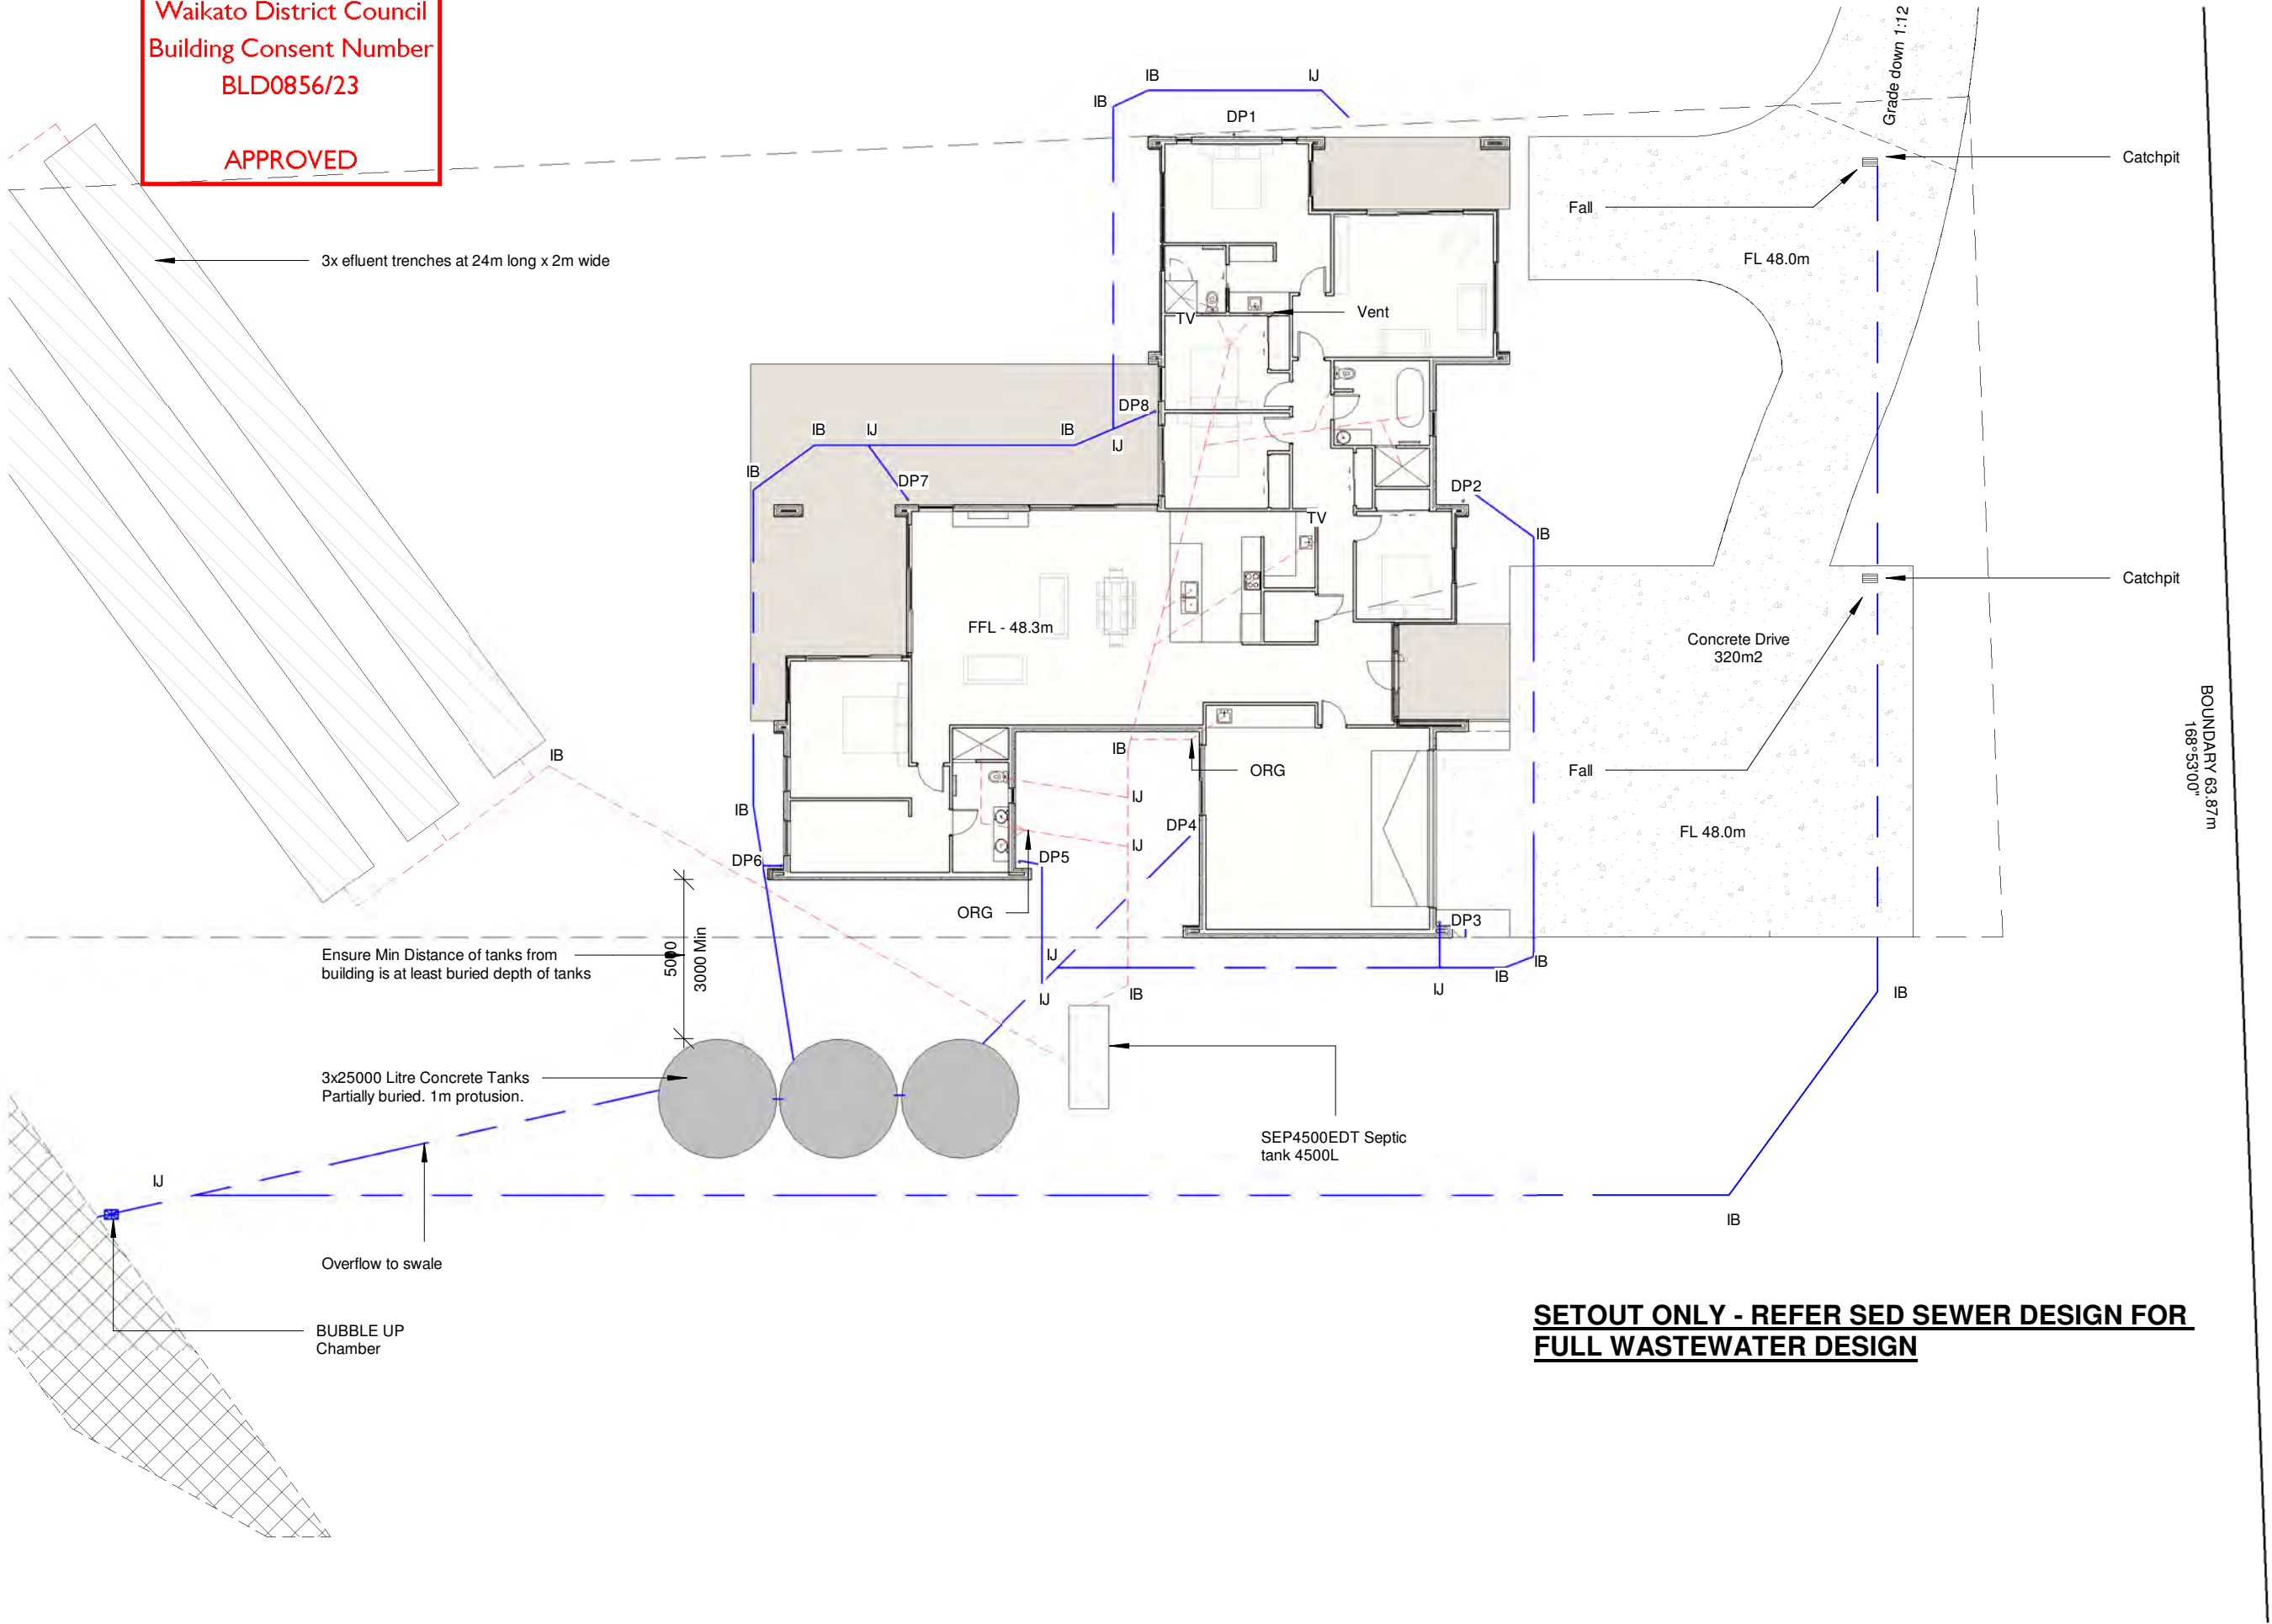 Waikato District Council
Building Consent Number
BLD0856/23
APPROVED
Grade down 1:12
IB
IJ
IB
DP1
Catchpit
Fall
FL 48.0m
3x efluent trenches at 24m long x 2m wide
TV
Vent
DP8
IB
IJ
IB
IJ
IB
DP7
DP2
TV
IB
Catchpit
FFL - 48.3m
Concrete Drive
320m2
BOUNDARY 63.87m
168°53'00"
IB
IB
ORG
Fall
IJ
IB
DP4
FL 48.0m
IJ
DP6
DP5
ORG
DP3
Ensure Min Distance of tanks from
building is at least buried depth of tanks
5000
3000 Min
IJ
IB
IB
IJ
IB
IJ
IB
3x25000 Litre Concrete Tanks
Partially buried. 1m protusion.
SEP4500EDT Septic
tank 4500L
IJ
IB
Overflow to swale
BUBBLE UP
Chamber
SETOUT ONLY - REFER SED SEWER DESIGN FOR
FULL WASTEWATER DESIGN